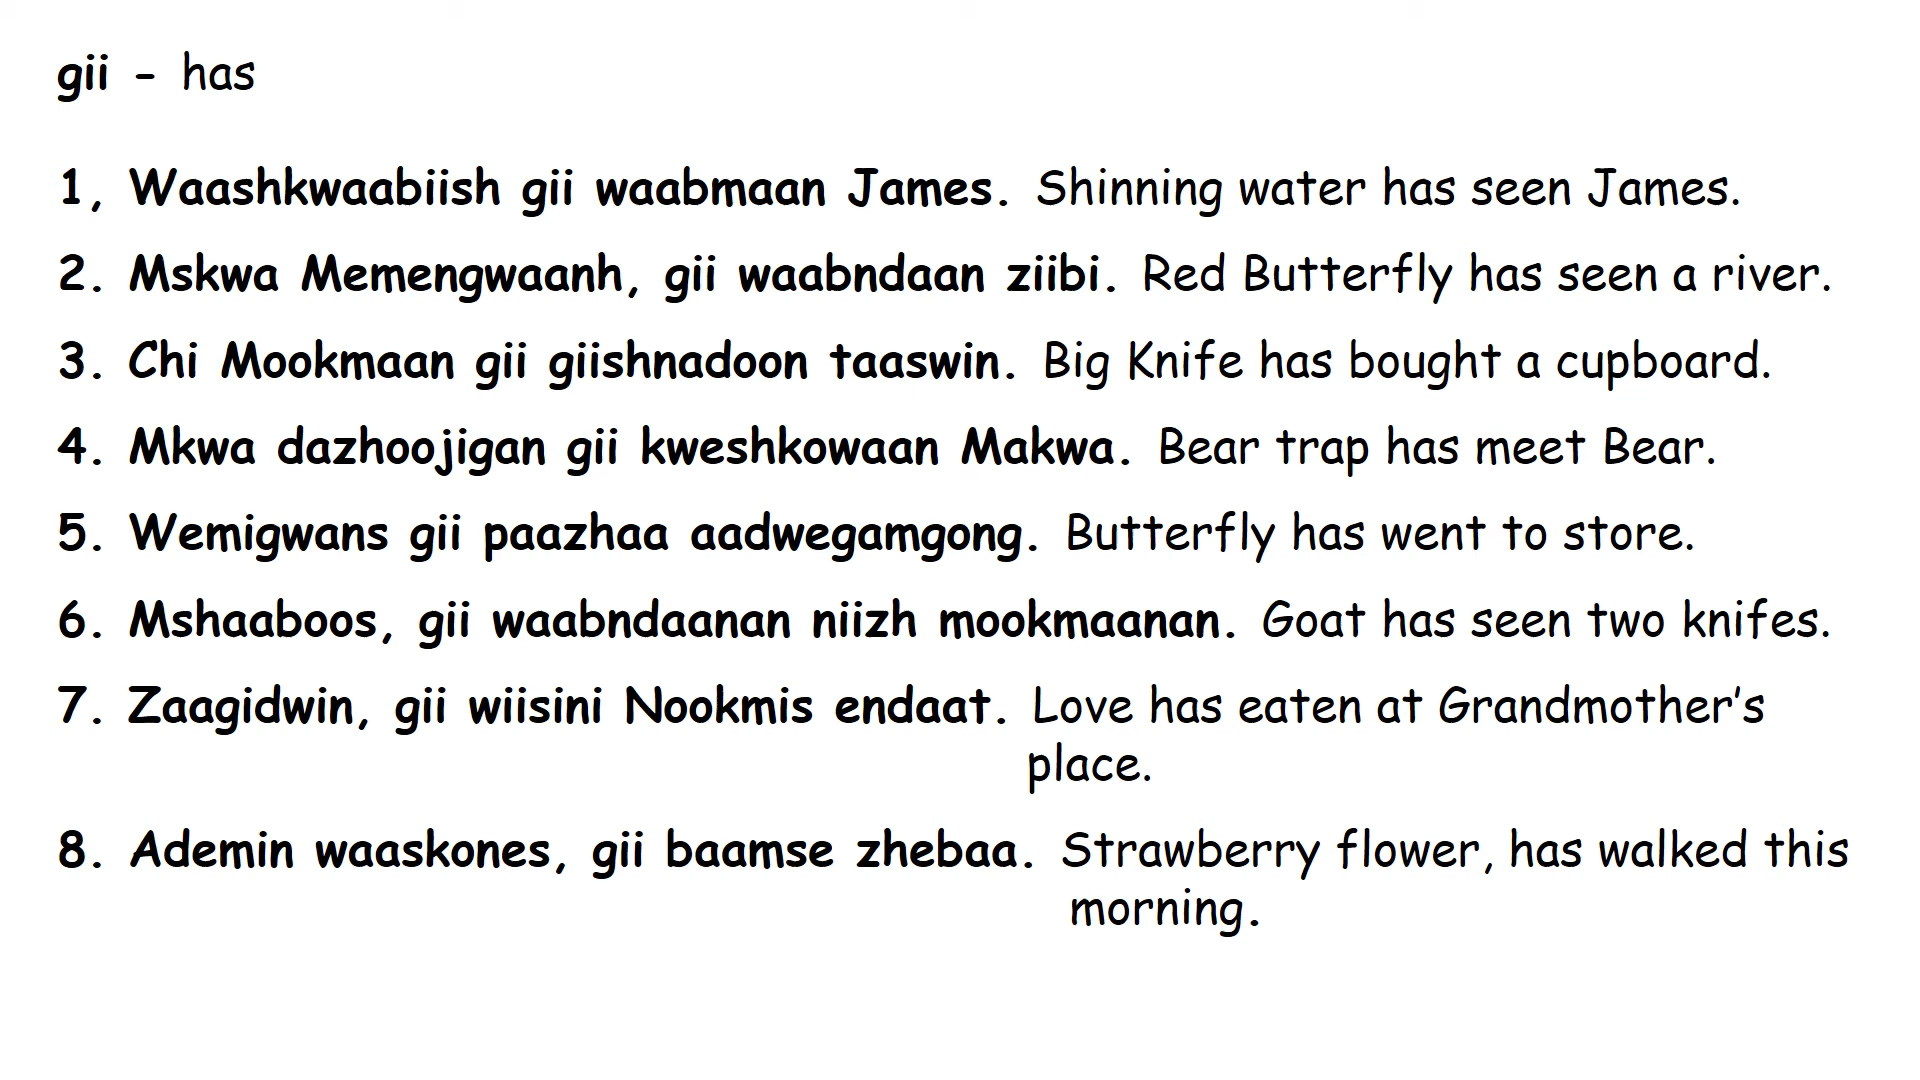 gii - has
1, Waashkwaabiish gii waabmaan James. Shinning water has seen James.
2. Mskwa Memengwaanh, gii waabndaan ziibi. Red Butterfly has seen a river.
3. Chi Mookmaan gii giishnadoon taaswin. Big Knife has bought a cupboard.
4. Mkwa dazhoojigan gii kweshkowaan Makwa. Bear trap has meet Bear.
5. Wemigwans gii paazhaa aadwegamgong. Butterfly has went to store.
6. Mshaaboos, gii waabndaanan niizh mookmaanan. Goat has seen two knifes.
7. Zaagidwin, gii wiisini Nookmis endaat. Love has eaten at Grandmother's
place.
8. Ademin waaskones, gii baamse zhebaa. Strawberry flower, has walked this
morning.